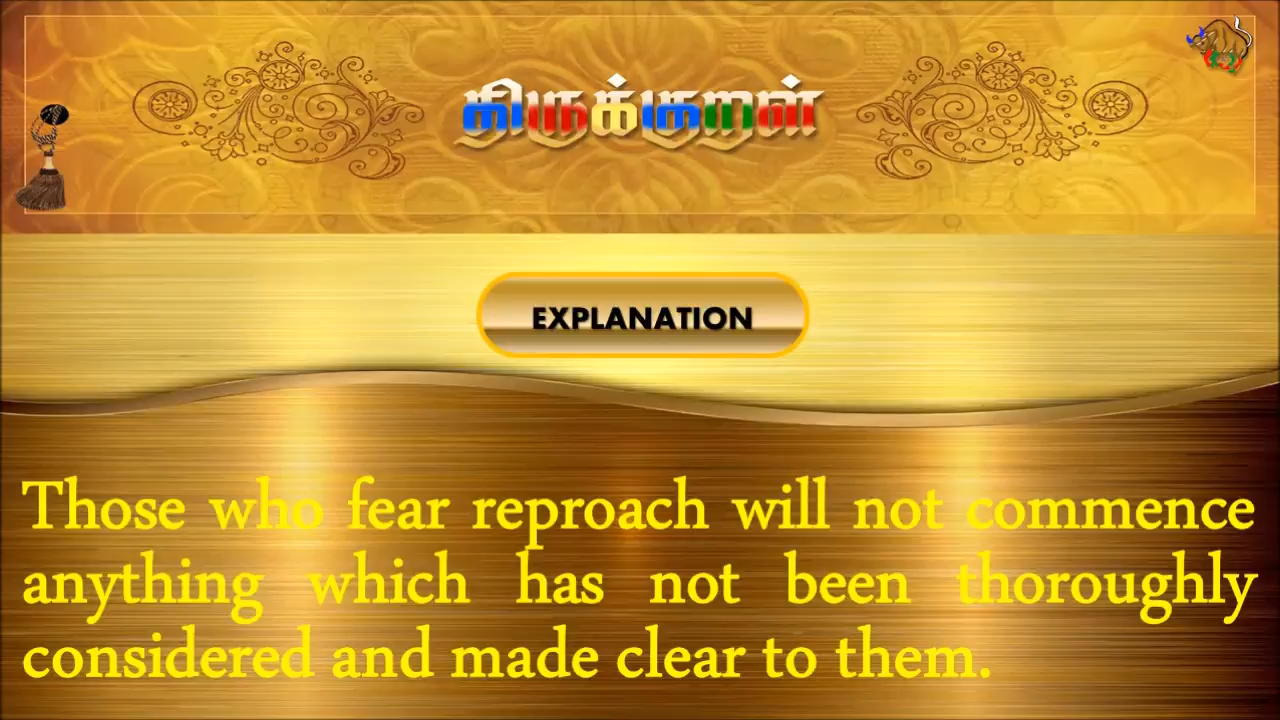 திருக்குறள்
EXPLANATION
Those who fear reproach will not commence
anything which has not been thoroughly
considered and made clear to them.